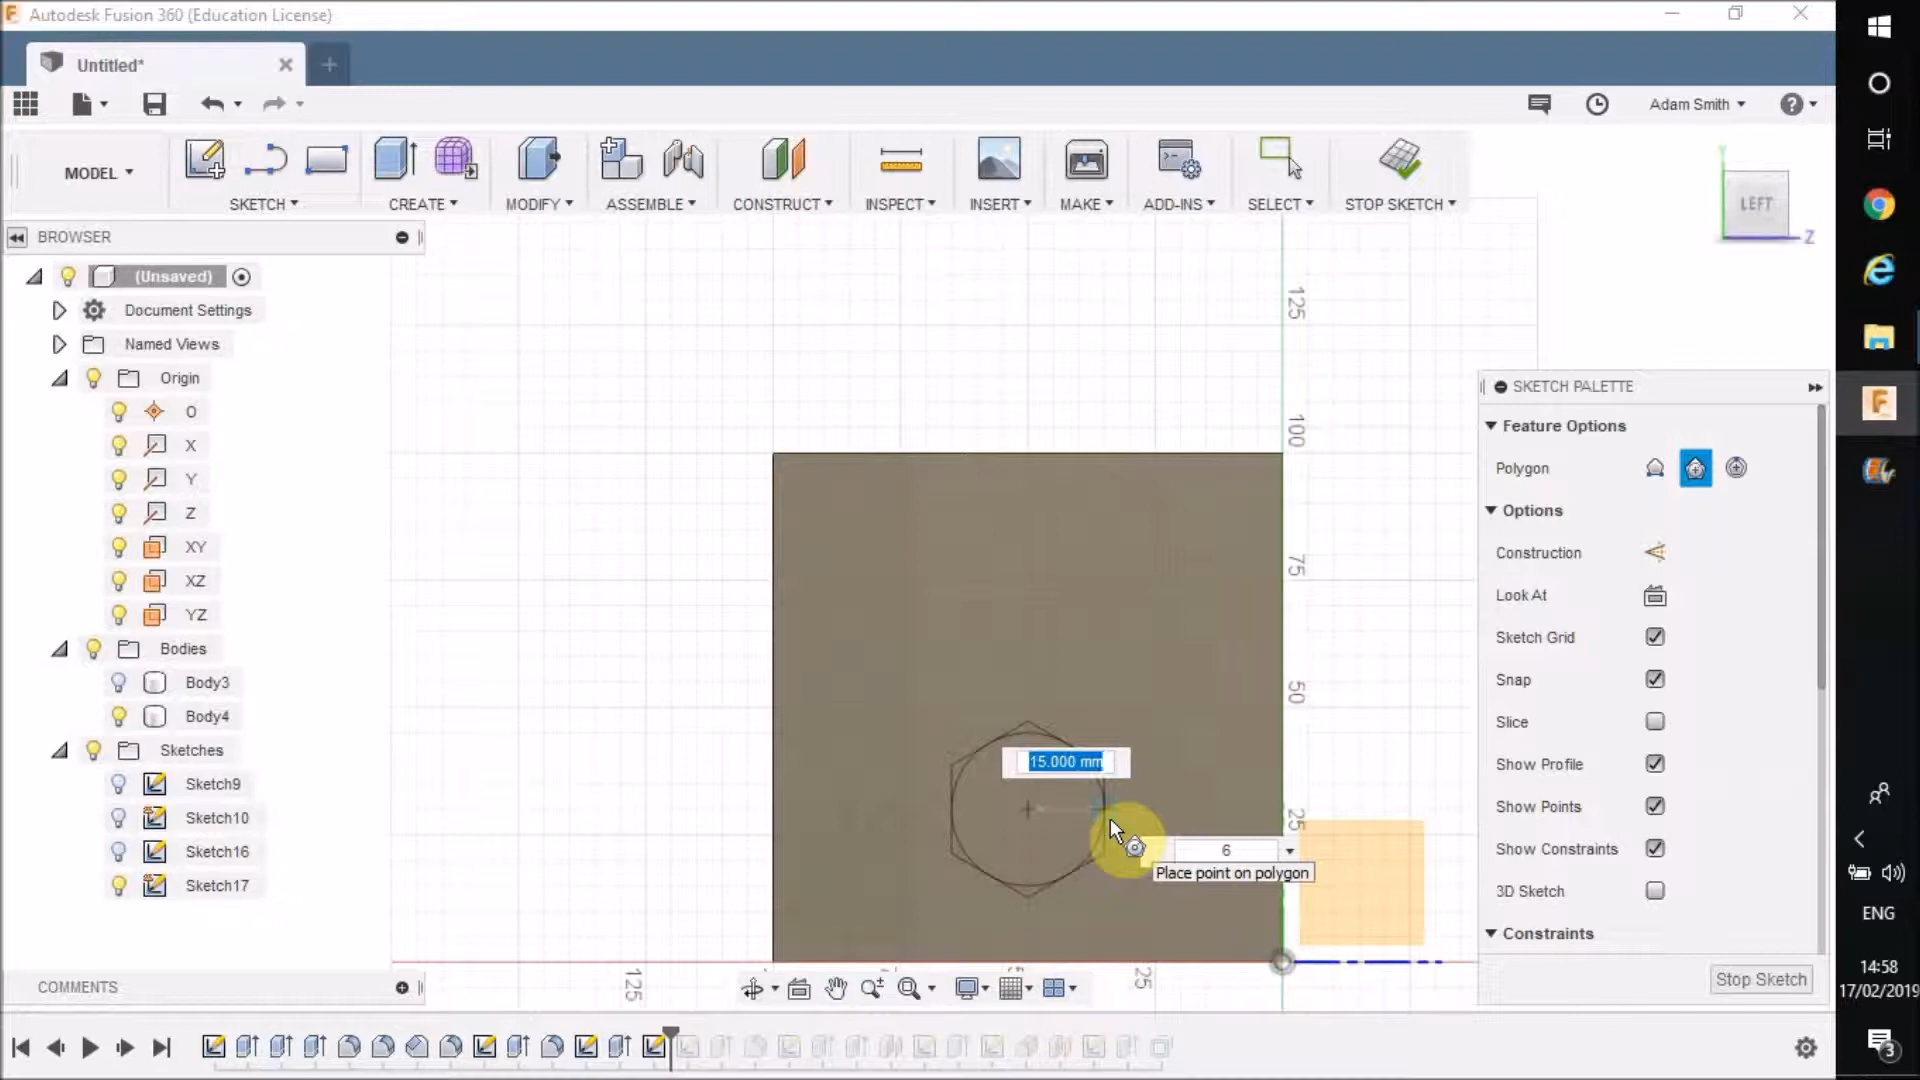 Autodesk Fusion 360 (Education License)
Untitled*
Adam Smith
MODEL
SKETCH
CREATE
MODIFY
ASSEMBLE
CONSTRUCT
INSPECT
INSERT
MAKE
ADD-INS
SELECT
STOP SKETCH
LEFT
Y
Z
BROWSER
(Unsaved)
Document Settings
Named Views
Origin
O
X
Y
Z
XY
XZ
YZ
Bodies
Body3
Body4
Sketches
Sketch9
Sketch10
Sketch16
Sketch17
COMMENTS
125
100
75
50
25
125
25
15.000 mm
6
Place point on polygon
SKETCH PALETTE
Feature Options
Polygon
Options
Construction
Look At
Sketch Grid
Snap
Slice
Show Profile
Show Points
Show Constraints
3D Sketch
Constraints
Stop Sketch
ENG
14:58
17/02/2019
3